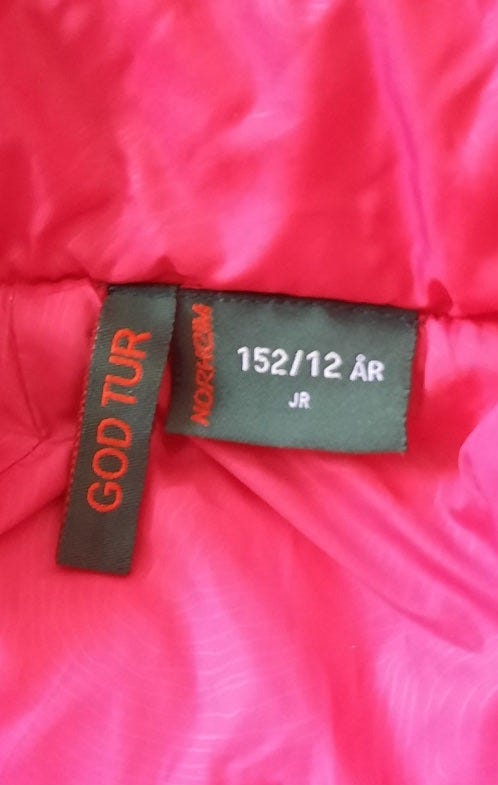 GOD TUR
NORHEIM
152/12 ÅR
JR